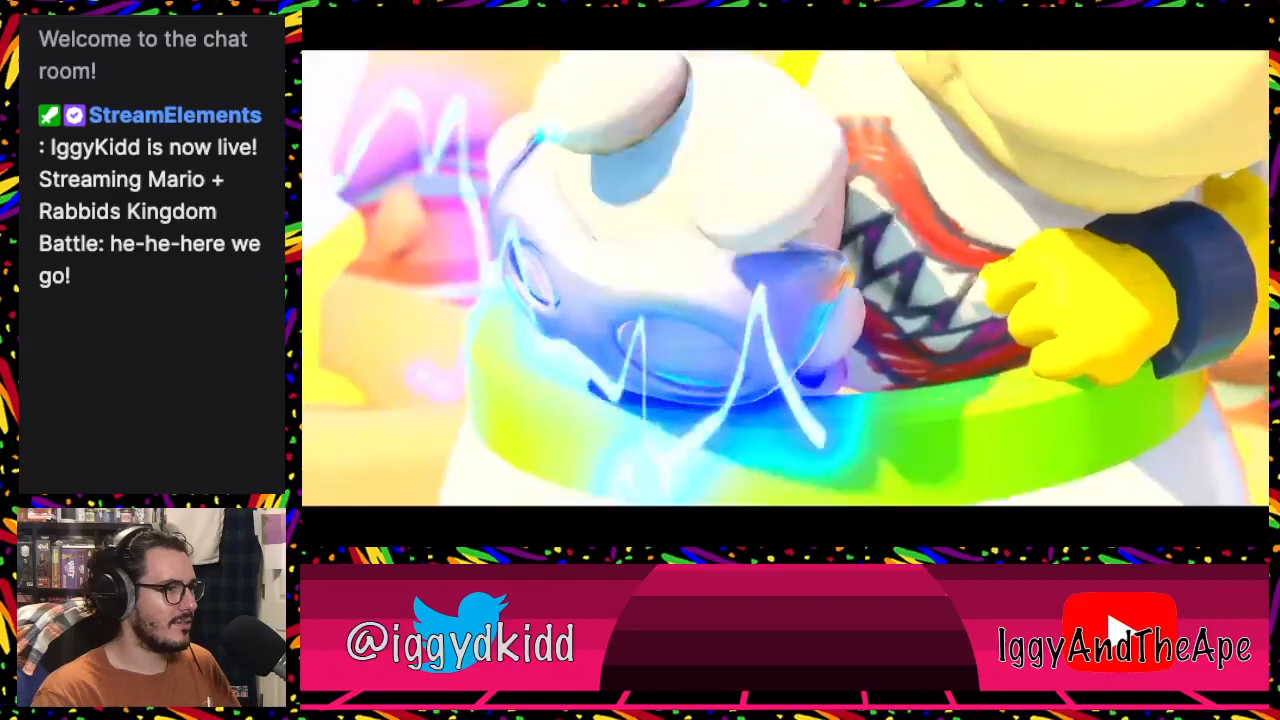 Welcome to the chat
room!
StreamElements
: IggyKidd is now live!
Streaming Mario +
Rabbids Kingdom
Battle: he-he-here we
go!
@iggydkidd
IggyAndTheApe